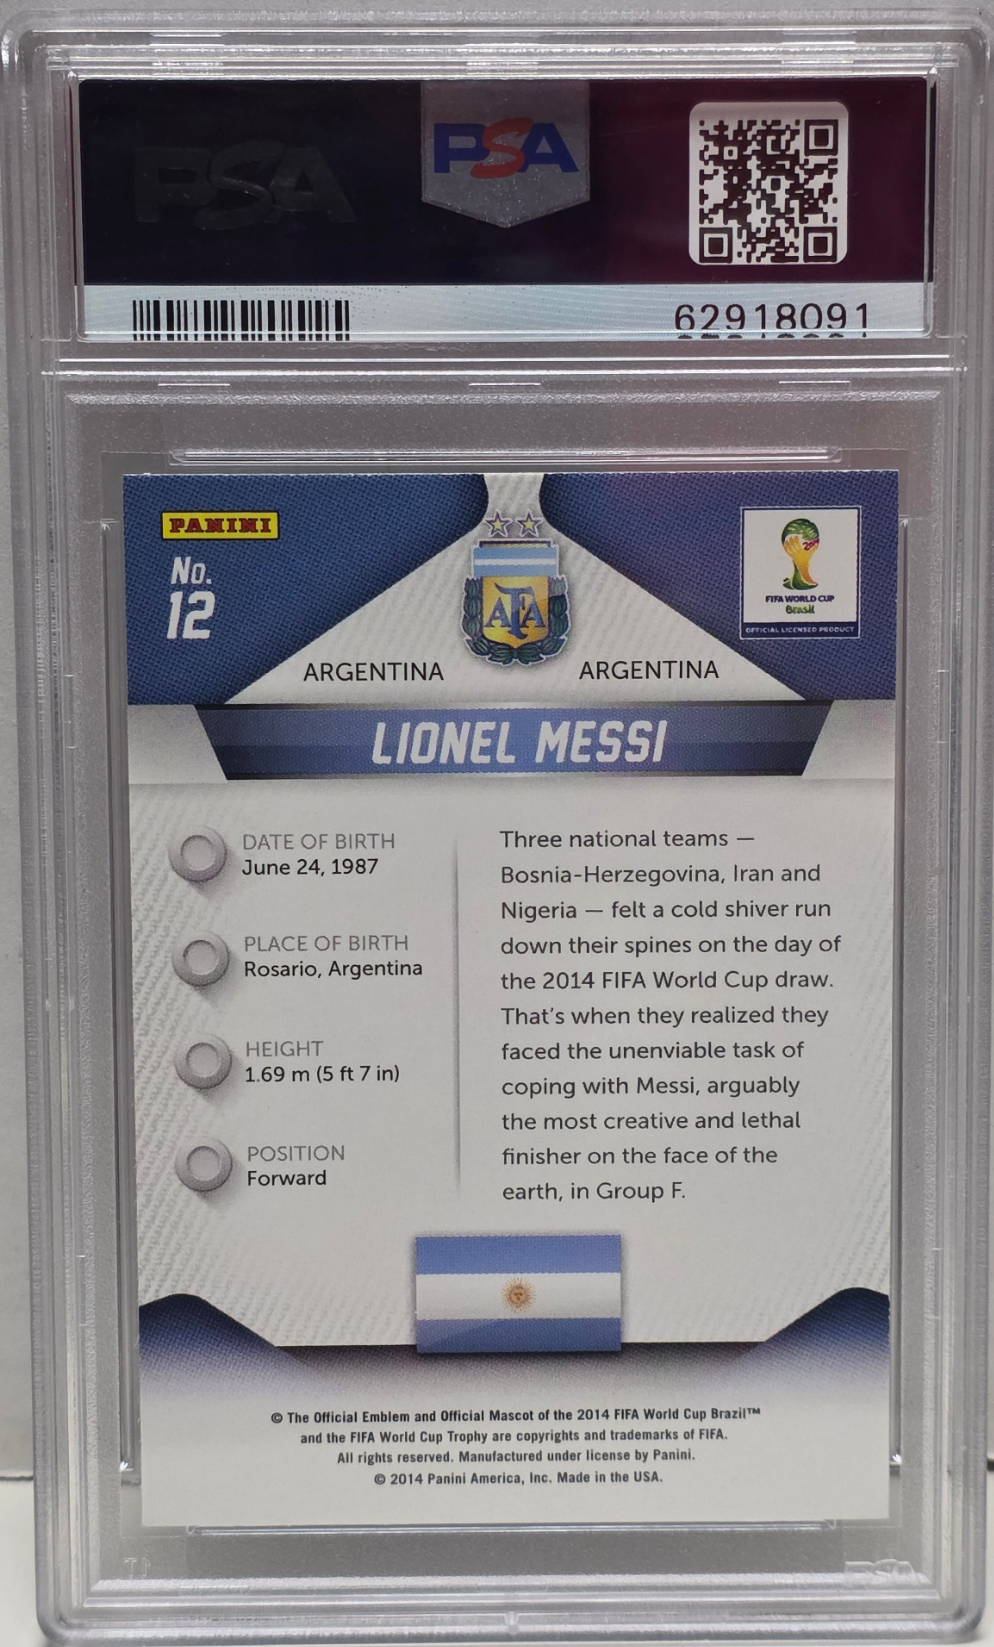 PSA
PSA
62918091
PANINI
No.
12
AFA
2014
FIFA WORLD CUP
Brasil
OFFICIAL LICENSED PRODUCT
ARGENTINA
ARGENTINA
LIONEL MESSI
DATE OF BIRTH
June 24, 1987
PLACE OF BIRTH
Rosario, Argentina
HEIGHT
1.69 m (5 ft 7 in)
POSITION
Forward
Three national teams —
Bosnia-Herzegovina, Iran and
Nigeria — felt a cold shiver run
down their spines on the day of
the 2014 FIFA World Cup draw.
That's when they realized they
faced the unenviable task of
coping with Messi, arguably
the most creative and lethal
finisher on the face of the
earth, in Group F.
© The Official Emblem and Official Mascot of the 2014 FIFA World Cup Brazil™
and the FIFA World Cup Trophy are copyrights and trademarks of FIFA.
All rights reserved. Manufactured under license by Panini.
© 2014 Panini America, Inc. Made in the USA.